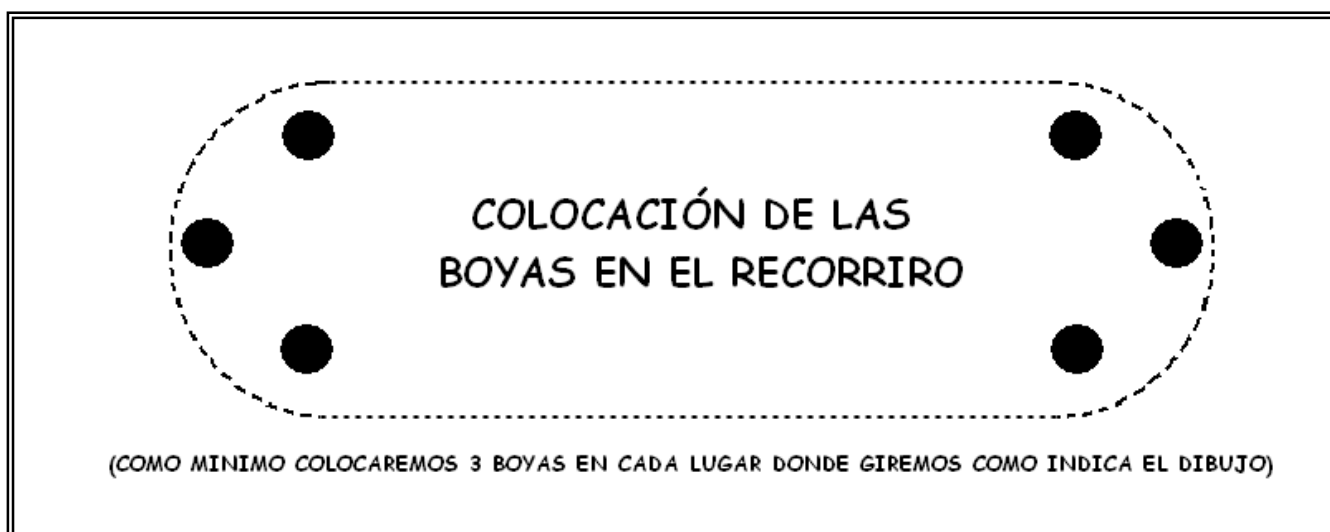 COLOCACIÓN DE LAS
BOYAS EN EL RECORRIRO
(COMO MINIMO COLOCAREMOS 3 BOYAS EN CADA LUGAR DONDE GIREMOS COMO INDICA EL DIBUJO)